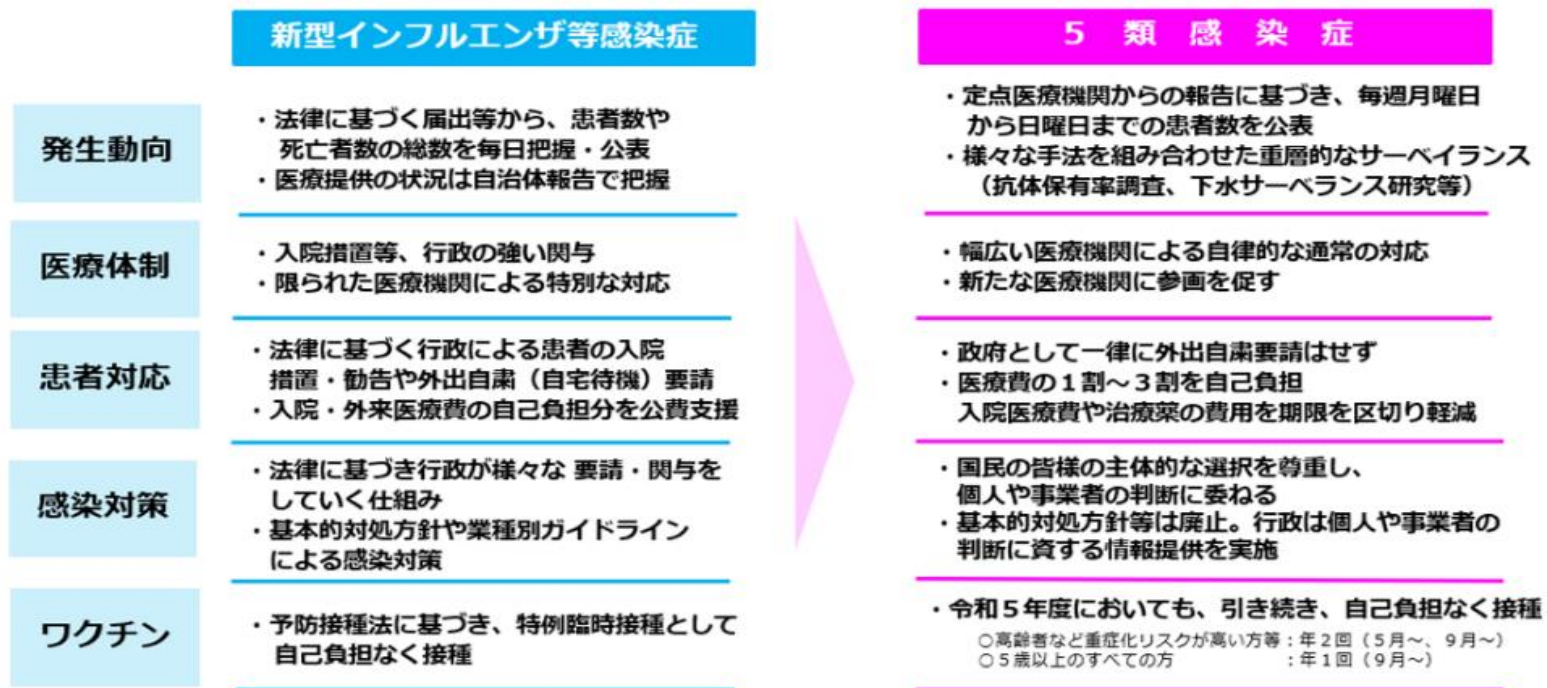 新型インフルエンザ等感染症
5類感染症
発生動向
・法律に基づく届出等から、患者数や
死亡者数の総数を毎日把握・公表
・医療提供の状況は自治体報告で把握
・定点医療機関からの報告に基づき、毎週月曜日
から日曜日までの患者数を公表
・様々な手法を組み合わせた重層的なサーベイランス
（抗体保有率調査、下水サーベランス研究等）
医療体制
・入院措置等、行政の強い関与
・限られた医療機関による特別な対応
・幅広い医療機関による自律的な通常の対応
・新たな医療機関に参画を促す
患者対応
・法律に基づく行政による患者の入院
措置・勧告や外出自粛（自宅待機）要請
・入院・外来医療費の自己負担分を公費支援
・政府として一律に外出自粛要請はせず
・医療費の１割～３割を自己負担
入院医療費や治療薬の費用を期限を区切り軽減
感染対策
・法律に基づき行政が様々な 要請・関与を
していく仕組み
・基本的対処方針や業種別ガイドライン
による感染対策
・国民の皆様の主体的な選択を尊重し、
個人や事業者の判断に委ねる
・基本的対処方針等は廃止。行政は個人や事業者の
判断に資する情報提供を実施
ワクチン
・予防接種法に基づき、特例臨時接種として
自己負担なく接種
・令和５年度においても、引き続き、自己負担なく接種
○高齢者など重症化リスクが高い方等：年２回（５月～、９月～）
○５歳以上のすべての方　　　　　　：年１回（９月～）